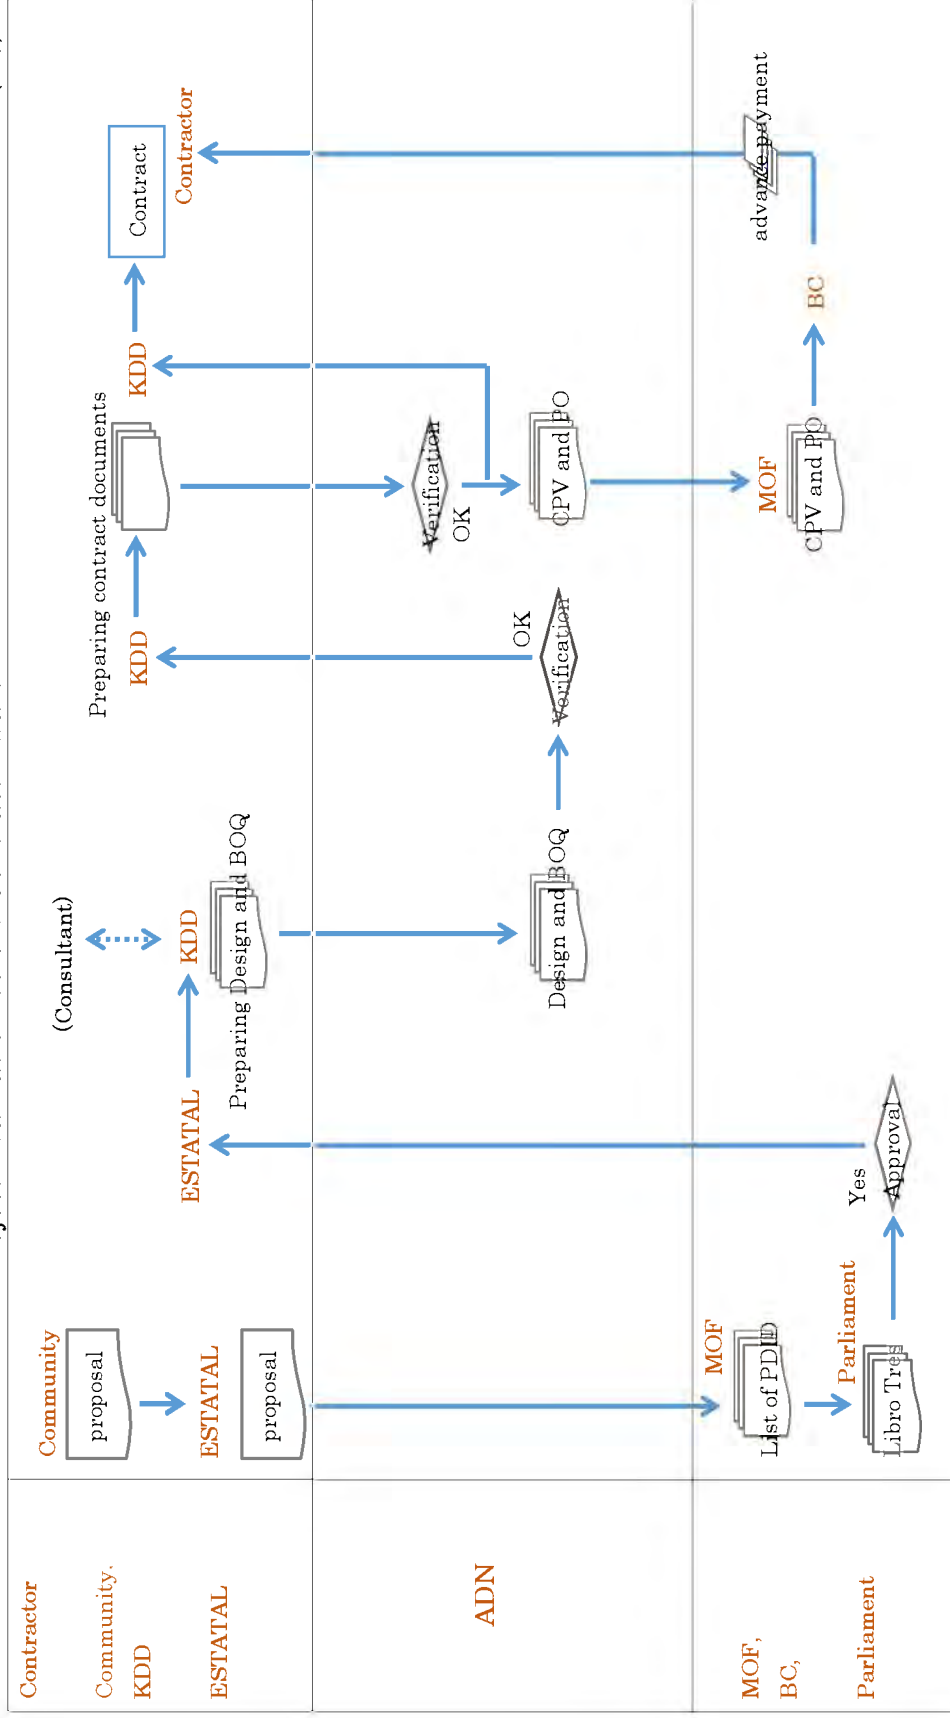 Contractor
Community.
KDD
ESTATAL
ADN
MOF,
BC,
Parliament
Community
proposal
ESTATAL
proposal
MOF
List of PDID
Parliament
Libro Tres
Yes
Approval
ESTATAL
(Consultant)
KDD
Preparing Design and BOQ
Design and BOQ
Verification
OK
KDD
Preparing contract documents
Verification
OK
CPV and PO
MOF
CPV and PO
KDD
BC
advance payment
Contract
Contractor